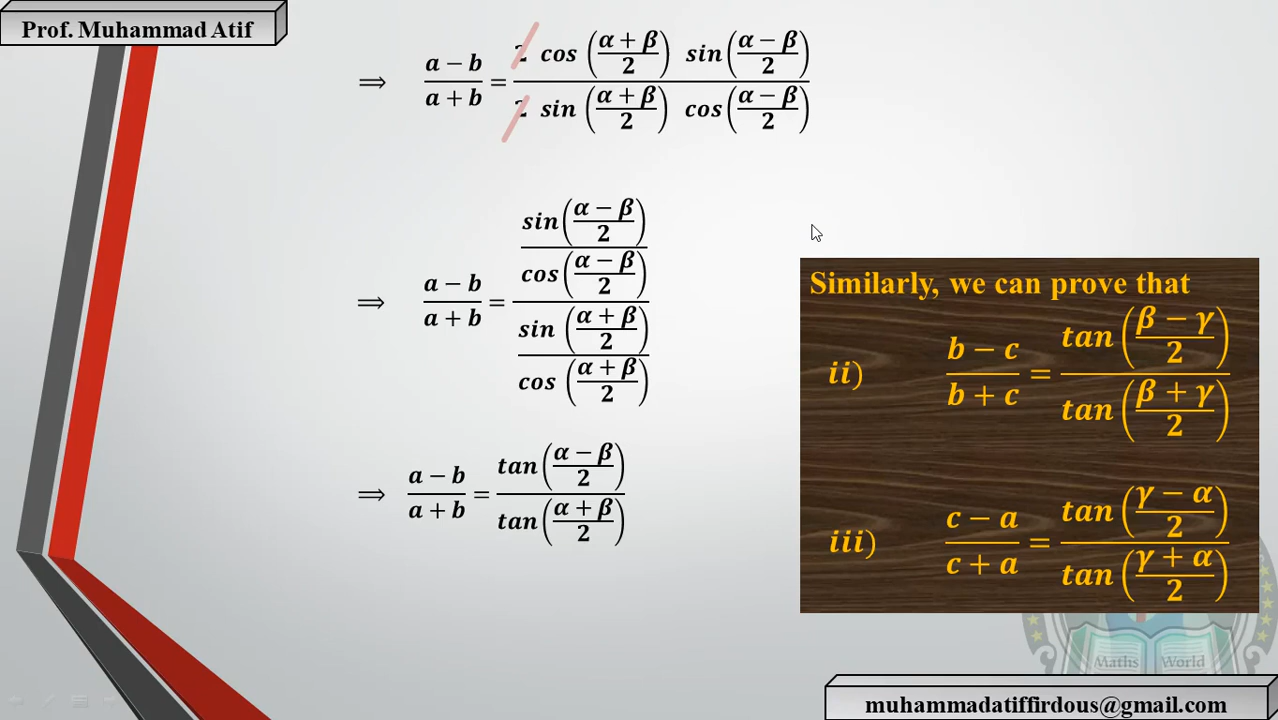 Prof. Muhammad Atif
⟹ (a − b)/(a + b) = (2 cos ((α + β)/2) sin((α − β)/2))/(2 sin ((α + β)/2) cos((α − β)/2))
⟹ (a − b)/(a + b) = (sin((α − β)/2)/cos((α − β)/2))/(sin ((α + β)/2)/cos ((α + β)/2))
⟹ (a − b)/(a + b) = tan((α − β)/2)/tan((α + β)/2)
Similarly, we can prove that
ii) (b − c)/(b + c) = tan((β − γ)/2)/tan((β + γ)/2)
iii) (c − a)/(c + a) = tan((γ − α)/2)/tan((γ + α)/2)
Maths World
muhammadatiffirdous@gmail.com